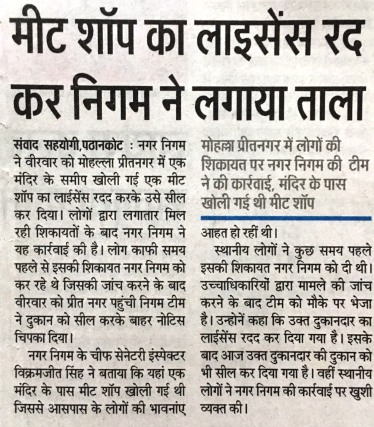 मीट शॉप का लाइसेंस रद
कर निगम ने लगाया ताला
संवाद सहयोगी,पठानकोट : नगर निगम
ने वीरवार को मोहल्ला प्रीतनगर में एक
मंदिर के समीप खोली गई एक मीट
शॉप का लाईसेंस रदद करके उसे सील
कर दिया। लोगों द्वारा लगातार मिल
रही शिकायतों के बाद नगर निगम ने
यह कार्रवाई की है। लोग काफी समय
पहले से इसकी शिकायत नगर निगम को
कर रहे थे जिसकी जांच करने के बाद
वीरवार को प्रीत नगर पहुंची निगम टीम
ने दुकान को सील करके बाहर नोटिस
चिपका दिया।
नगर निगम के चीफ सेनेटरी इंस्पेक्टर
विक्रमजीत सिंह ने बताया कि यहां एक
मंदिर के पास मीट शॉप खोली गई थी
जिससे आसपास के लोगों की भावनाएं
मोहल्ला प्रीतनगर में लोगों की
शिकायत पर नगर निगम की टीम
ने की कार्रवाई, मंदिर के पास
खोली गई थी मीट शॉप
आहत हो रहीं थी।
स्थानीय लोगों ने कुछ समय पहले
इसकी शिकायत नगर निगम को दी थी।
उच्चाधिकारियों द्वारा मामले की जांच
करने के बाद टीम को मौके पर भेजा
है। उन्होंनें कहा कि उक्त दुकानदार का
लाईसेंस रदद कर दिया गया है। इसके
बाद आज उक्त दुकानदार की दुकान को
भी सील कर दिया गया है। वहीं स्थानीय
लोगों ने नगर निगम की कार्रवाई पर खुशी
व्यक्त की।